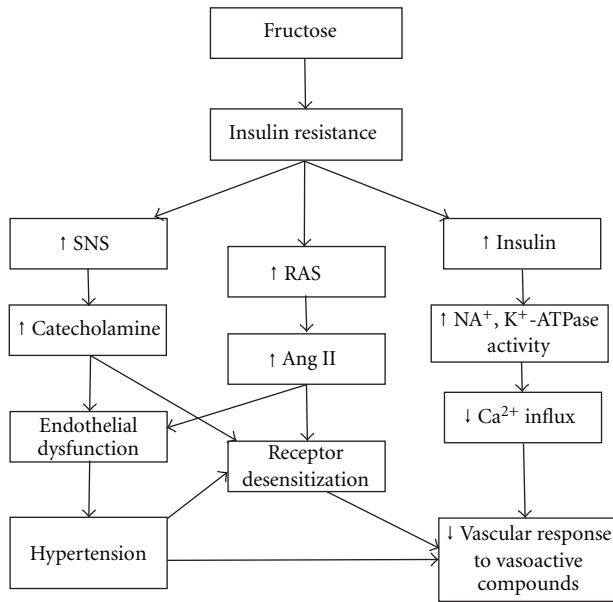 Fructose
Insulin resistance
↑ SNS
↑ RAS
↑ Insulin
↑ Catecholamine
↑ Ang II
↑ NA⁺, K⁺-ATPase
activity
Endothelial
dysfunction
Receptor
desensitization
↓ Ca²⁺ influx
Hypertension
↓ Vascular response
to vasoactive
compounds